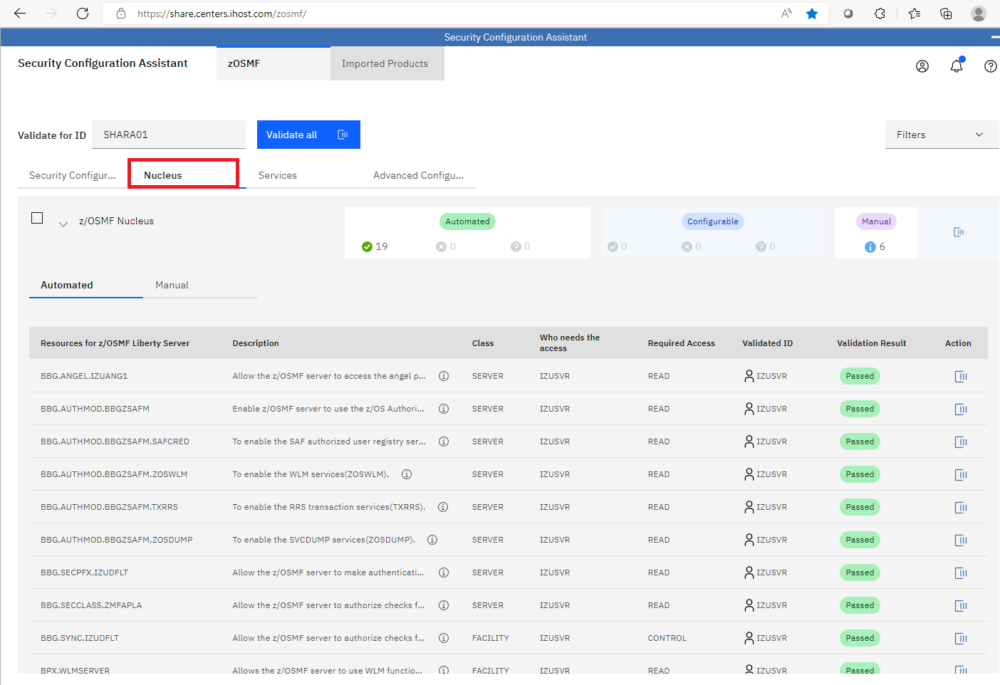 https://share.centers.ihost.com/zosmf/
Security Configuration Assistant
Security Configuration Assistant
zOSMF
Imported Products
Validate for ID
SHARA01
Validate all
Filters
Security Configur...
Nucleus
Services
Advanced Configu...
z/OSMF Nucleus
Automated
Configurable
Manual
19 0 0
0 0 0
6
Automated
Manual
Resources for z/OSMF Liberty Server Description Class Who needs the access Required Access Validated ID Validation Result Action
BBG.ANGEL.IZUANG1 Allow the z/OSMF server to access the angel p... SERVER IZUSVR READ IZUSVR Passed
BBG.AUTHMOD.BBGZSAFM Enable z/OSMF server to use the z/OS Authori... SERVER IZUSVR READ IZUSVR Passed
BBG.AUTHMOD.BBGZSAFM.SAFCRED To enable the SAF authorized user registry ser... SERVER IZUSVR READ IZUSVR Passed
BBG.AUTHMOD.BBGZSAFM.ZOSWLM To enable the WLM services(ZOSWLM). SERVER IZUSVR READ IZUSVR Passed
BBG.AUTHMOD.BBGZSAFM.TXRRS To enable the RRS transaction services(TXRRS). SERVER IZUSVR READ IZUSVR Passed
BBG.AUTHMOD.BBGZSAFM.ZOSDUMP To enable the SVCDUMP services(ZOSDUMP). SERVER IZUSVR READ IZUSVR Passed
BBG.SECPFX.IZUDFLT Allow the z/OSMF server to make authenticati... SERVER IZUSVR READ IZUSVR Passed
BBG.SECCLASS.ZMFAPLA Allow the z/OSMF server to authorize checks f... SERVER IZUSVR READ IZUSVR Passed
BBG.SYNC.IZUDFLT Allow the z/OSMF server to authorize checks f... FACILITY IZUSVR CONTROL IZUSVR Passed
BPX.WLMSERVER Allows the z/OSMF server to use WLM functio... FACILITY IZUSVR READ IZUSVR Passed